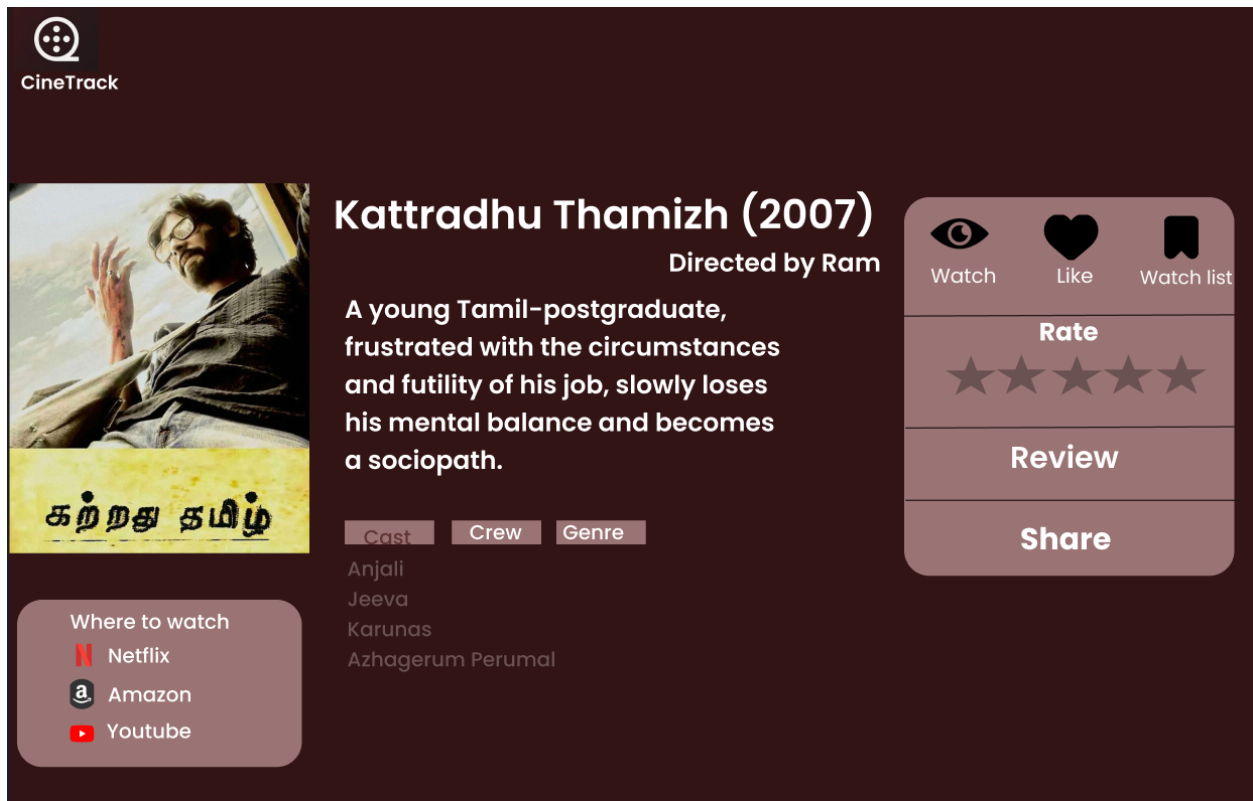 CineTrack
Kattradhu Thamizh (2007)
Directed by Ram
A young Tamil-postgraduate,
frustrated with the circumstances
and futility of his job, slowly loses
his mental balance and becomes
a sociopath.
கற்றது தமிழ்
Cast Crew Genre
Anjali
Jeeva
Karunas
Azhagerum Perumal
Where to watch
Netflix
Amazon
Youtube
Watch Like Watch list
Rate
Review
Share